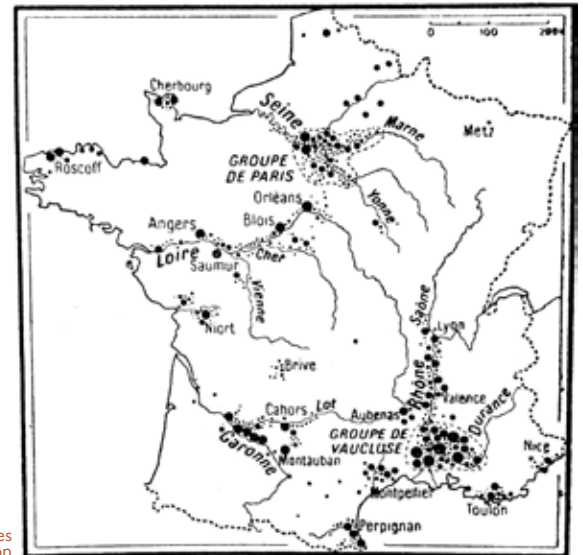 0 100 200
Cherbourg
Seine
Marne
Metz
Roscoff
GROUPE
DE PARIS
Yonne
Orléans
Angers
Blois
Loire
Cher
Saumur
Vienne
Niort
Saône
Lyon
Brive
Rhône
Valence
Cahors
Lot
Aubenas
Durance
Garonne
GROUPE DE
VAUCLUSE
Nice
Montauban
Montpellier
Toulon
Perpignan
es
on